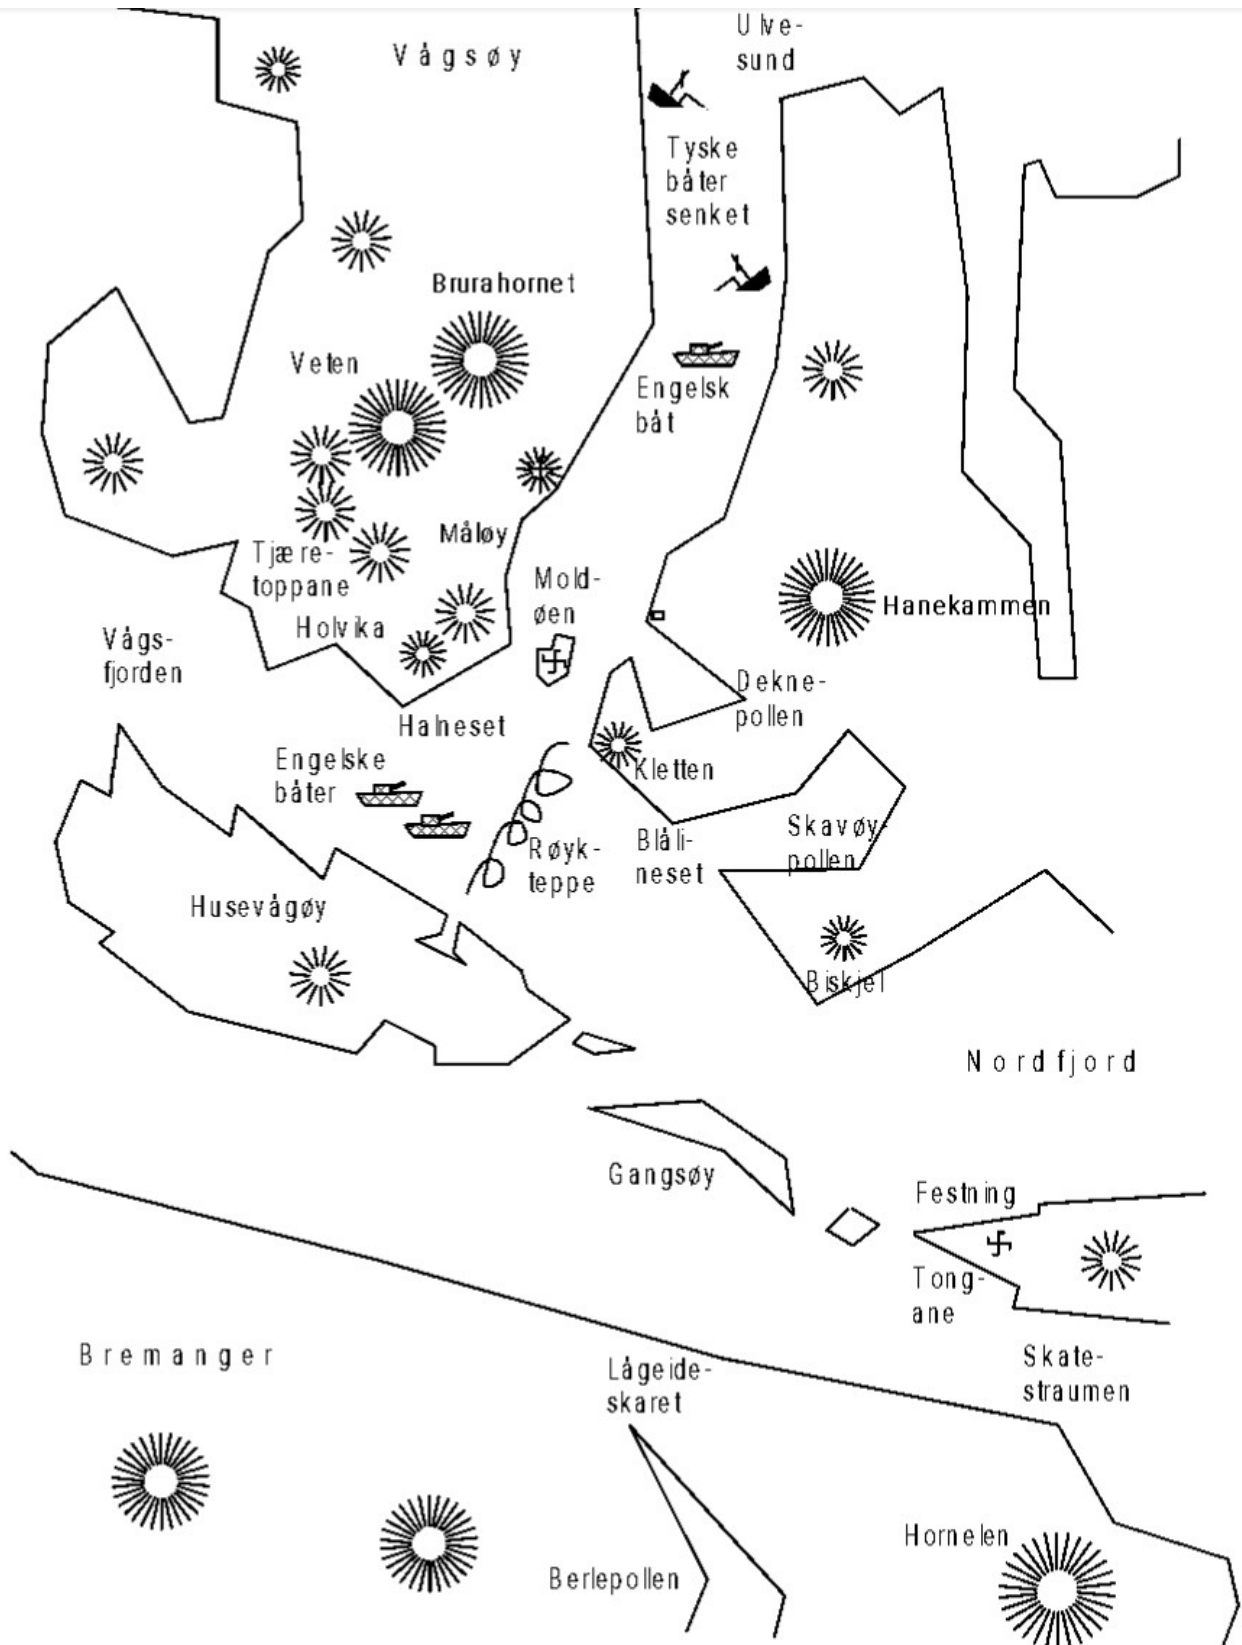 Ulve-
sund
Vågsøy
Tyske
båter
senket
Brurahornet
Veten
Engelsk
båt
Måløy
Tjære-
toppane
Mold-
øen
Hanekammen
Holvika
Vågs-
fjorden
Dekne-
pollen
Halneset
Engelske
båter
Kletten
Skavøy-
pollen
Blåli-
neset
Røyk-
teppe
Husevågøy
Biskjel
Nordfjord
Gangsøy
Festning
Tong-
ane
Bremanger
Skate-
straumen
Lågeide-
skaret
Hornelen
Berlepollen